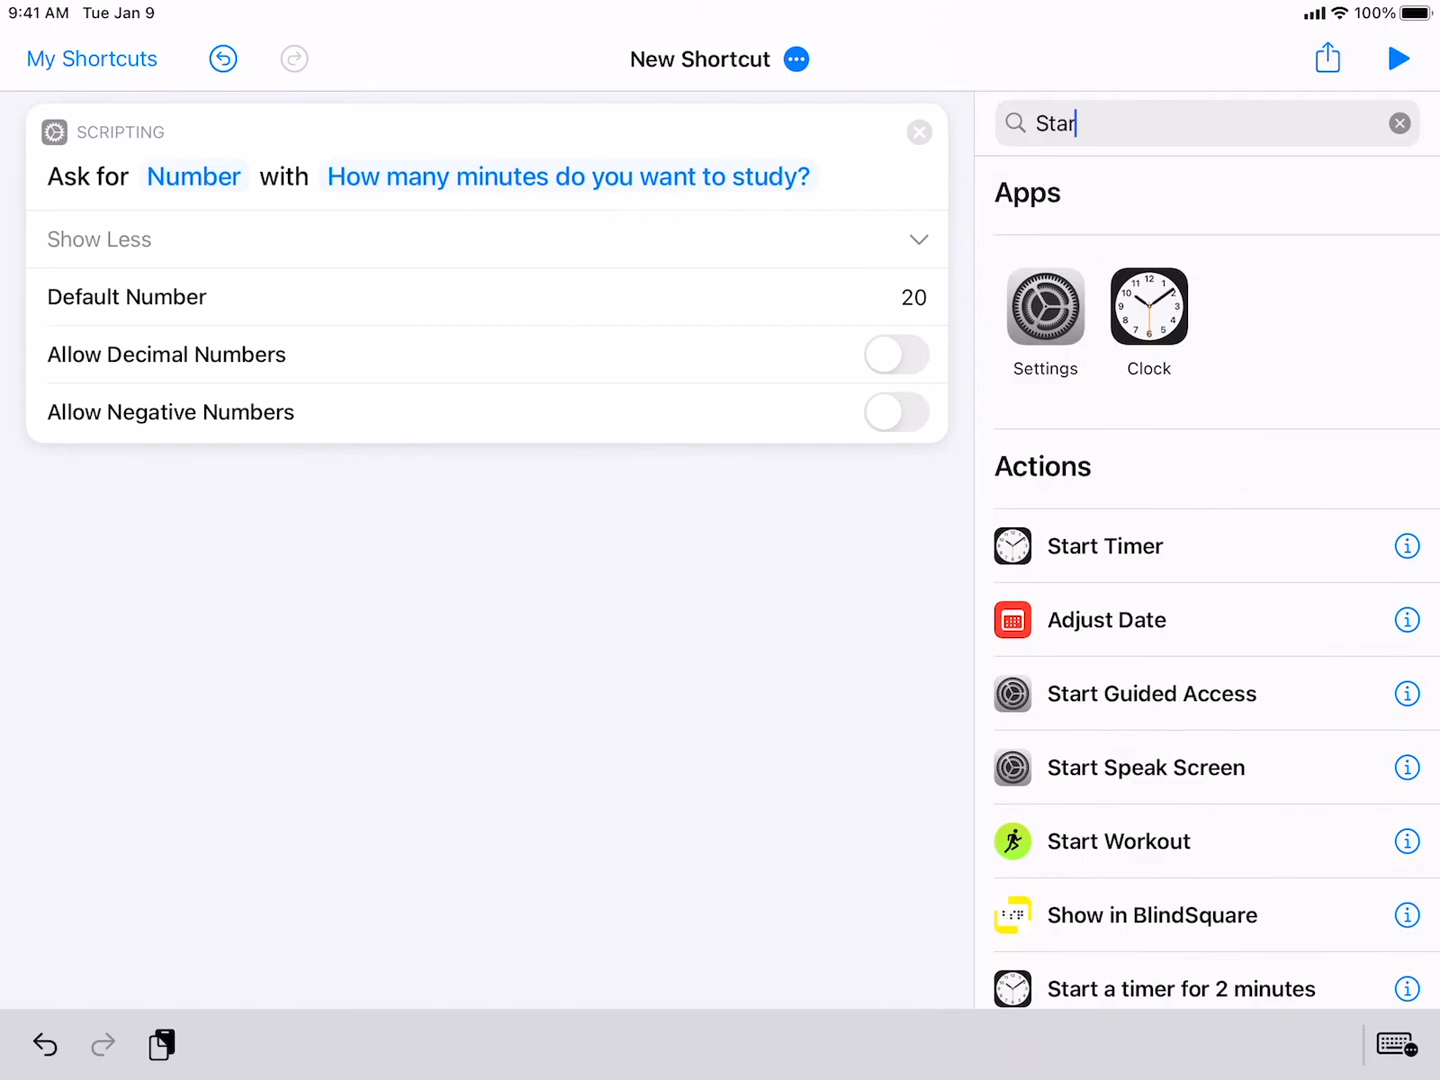 9:41 AM Tue Jan 9
100%
My Shortcuts
New Shortcut
SCRIPTING
Ask for Number with How many minutes do you want to study?
Show Less
Default Number 20
Allow Decimal Numbers
Allow Negative Numbers
Star
Apps
Settings
Clock
Actions
Start Timer
Adjust Date
Start Guided Access
Start Speak Screen
Start Workout
Show in BlindSquare
Start a timer for 2 minutes